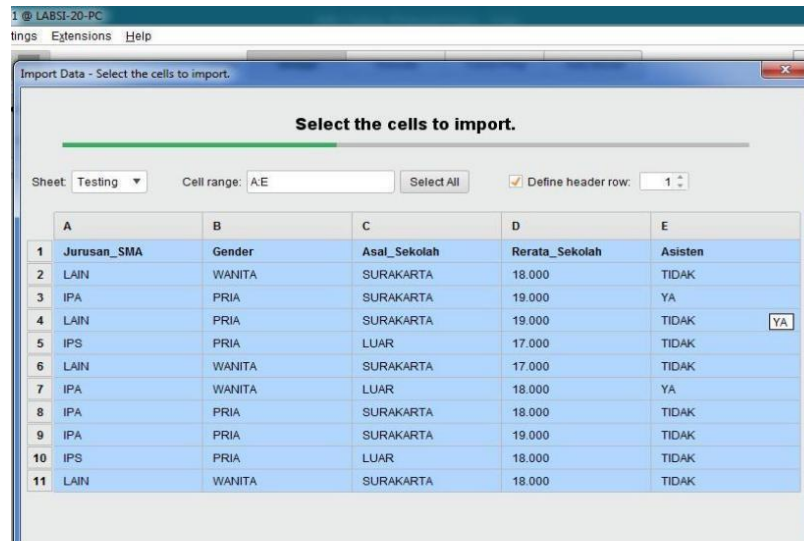 1 @ LABSI-20-PC
tings Extensions Help
Import Data - Select the cells to import.
Select the cells to import.
Sheet: Testing Cell range: A:E Select All Define header row: 1
A B C D E
1 Jurusan_SMA Gender Asal_Sekolah Rerata_Sekolah Asisten
2 LAIN WANITA SURAKARTA 18.000 TIDAK
3 IPA PRIA SURAKARTA 19.000 YA
4 LAIN PRIA SURAKARTA 19.000 TIDAK YA
5 IPS PRIA LUAR 17.000 TIDAK
6 LAIN WANITA SURAKARTA 17.000 TIDAK
7 IPA WANITA LUAR 18.000 YA
8 IPA PRIA SURAKARTA 18.000 TIDAK
9 IPA PRIA SURAKARTA 19.000 TIDAK
10 IPS PRIA LUAR 18.000 TIDAK
11 LAIN WANITA SURAKARTA 18.000 TIDAK